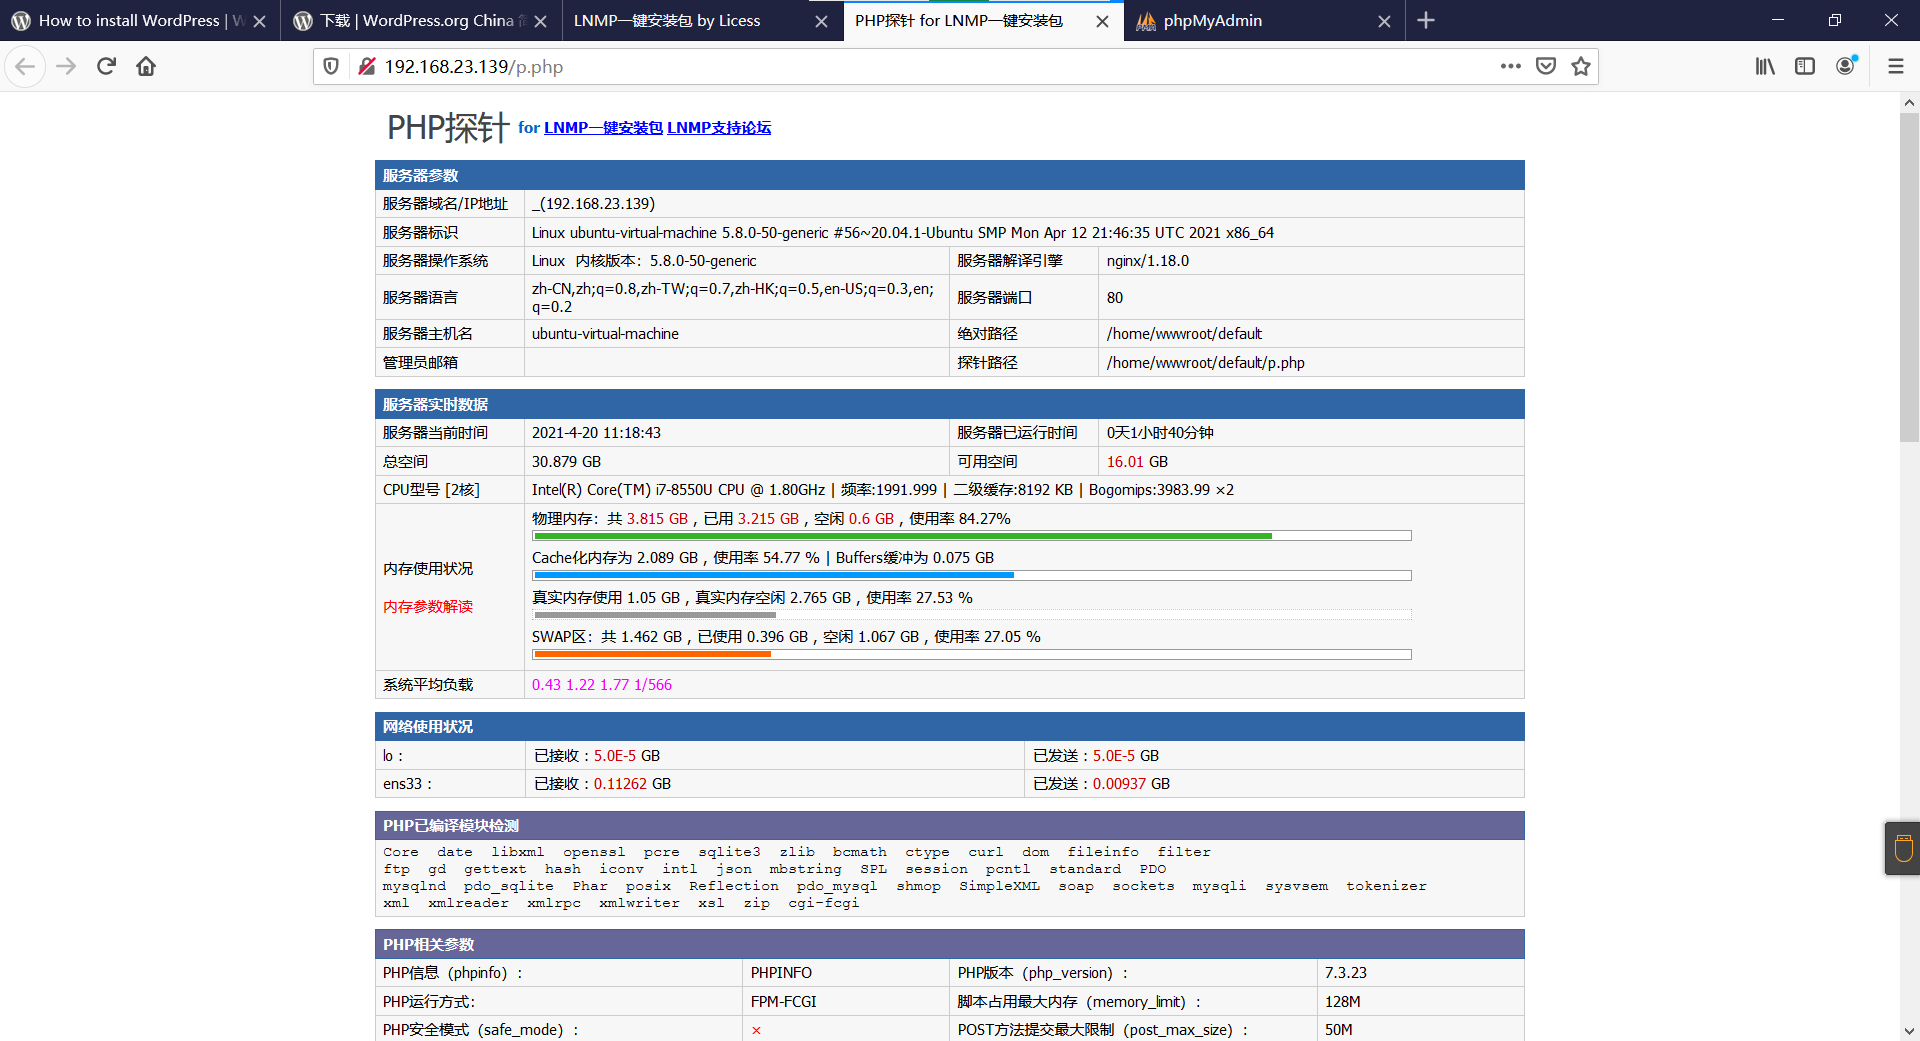 How to install WordPress | W
下载 | WordPress.org China 简
LNMP一键安装包 by Licess
PHP探针 for LNMP一键安装包
phpMyAdmin
192.168.23.139/p.php
PHP探针 for LNMP一键安装包 LNMP支持论坛
服务器参数
服务器域名/IP地址 _(192.168.23.139)
服务器标识 Linux ubuntu-virtual-machine 5.8.0-50-generic #56~20.04.1-Ubuntu SMP Mon Apr 12 21:46:35 UTC 2021 x86_64
服务器操作系统 Linux 内核版本：5.8.0-50-generic 服务器解译引擎 nginx/1.18.0
服务器语言 zh-CN,zh;q=0.8,zh-TW;q=0.7,zh-HK;q=0.5,en-US;q=0.3,en;
q=0.2 服务器端口 80
服务器主机名 ubuntu-virtual-machine 绝对路径 /home/wwwroot/default
管理员邮箱 探针路径 /home/wwwroot/default/p.php
服务器实时数据
服务器当前时间 2021-4-20 11:18:43 服务器已运行时间 0天1小时40分钟
总空间 30.879 GB 可用空间 16.01 GB
CPU型号 [2核] Intel(R) Core(TM) i7-8550U CPU @ 1.80GHz | 频率:1991.999 | 二级缓存:8192 KB | Bogomips:3983.99 ×2
物理内存：共 3.815 GB , 已用 3.215 GB , 空闲 0.6 GB , 使用率 84.27%
Cache化内存为 2.089 GB , 使用率 54.77 % | Buffers缓冲为 0.075 GB
内存使用状况
真实内存使用 1.05 GB , 真实内存空闲 2.765 GB , 使用率 27.53 %
内存参数解读
SWAP区：共 1.462 GB , 已使用 0.396 GB , 空闲 1.067 GB , 使用率 27.05 %
系统平均负载 0.43 1.22 1.77 1/566
网络使用状况
lo : 已接收 : 5.0E-5 GB 已发送 : 5.0E-5 GB
ens33 : 已接收 : 0.11262 GB 已发送 : 0.00937 GB
PHP已编译模块检测
Core date libxml openssl pcre sqlite3 zlib bcmath ctype curl dom fileinfo filter
ftp gd gettext hash iconv intl json mbstring SPL session pcntl standard PDO
mysqlnd pdo_sqlite Phar posix Reflection pdo_mysql shmop SimpleXML soap sockets mysqli sysvsem tokenizer
xml xmlreader xmlrpc xmlwriter xsl zip cgi-fcgi
PHP相关参数
PHP信息（phpinfo）: PHPINFO PHP版本（php_version）: 7.3.23
PHP运行方式: FPM-FCGI 脚本占用最大内存（memory_limit）: 128M
PHP安全模式（safe_mode）: × POST方法提交最大限制（post_max_size）: 50M